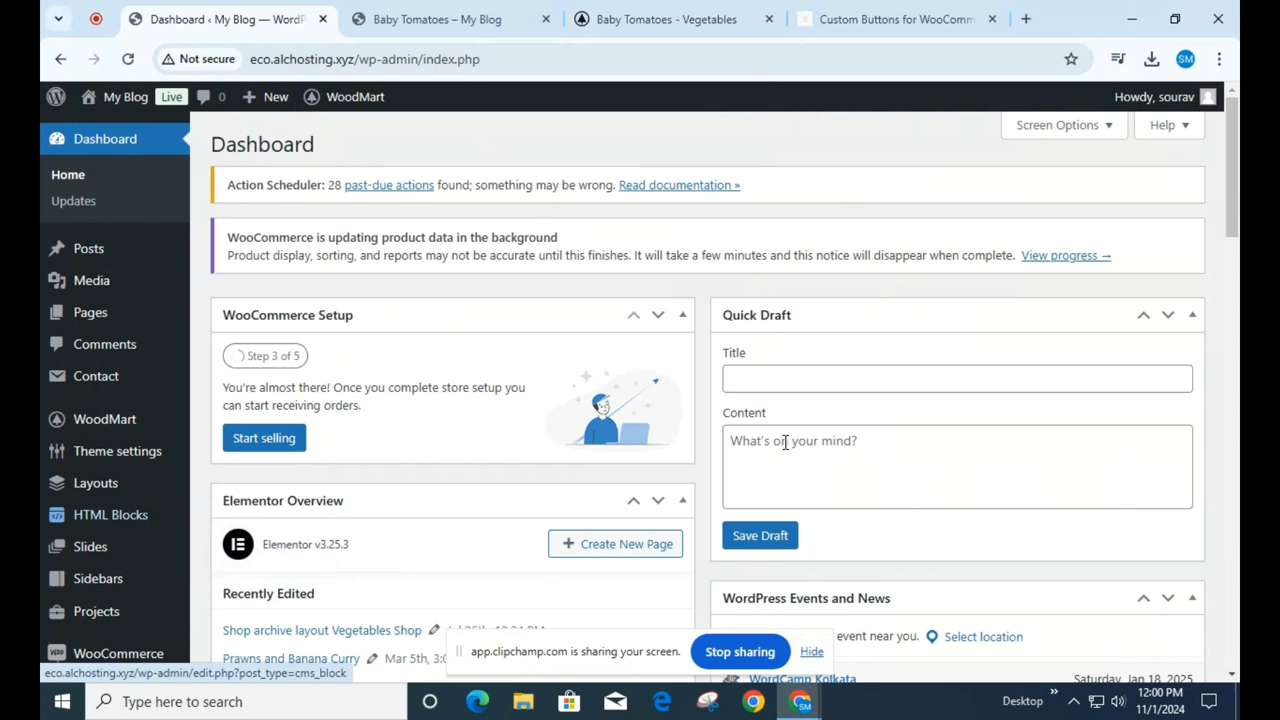 Dashboard ‹ My Blog — WordP
Baby Tomatoes – My Blog
Baby Tomatoes - Vegetables
Custom Buttons for WooComm
Not secure
eco.alchosting.xyz/wp-admin/index.php
SM
My Blog
Live
0
New
WoodMart
Howdy, sourav
Dashboard
Home
Updates
Posts
Media
Pages
Comments
Contact
WoodMart
Theme settings
Layouts
HTML Blocks
Slides
Sidebars
Projects
WooCommerce
Screen Options
Help
Dashboard
Action Scheduler: 28 past-due actions found; something may be wrong. Read documentation »
WooCommerce is updating product data in the background
Product display, sorting, and reports may not be accurate until this finishes. It will take a few minutes and this notice will disappear when complete. View progress →
WooCommerce Setup
Step 3 of 5
You're almost there! Once you complete store setup you
can start receiving orders.
Start selling
Elementor Overview
Elementor v3.25.3
Create New Page
Recently Edited
Shop archive layout Vegetables Shop
Prawns and Banana Curry
Mar 5th, 3:0
Quick Draft
Title
Content
What's on your mind?
Save Draft
WordPress Events and News
event near you.
Select location
WordCamp Kolkata
Saturday, Jan 18, 2025
app.clipchamp.com is sharing your screen.
Stop sharing
Hide
eco.alchosting.xyz/wp-admin/edit.php?post_type=cms_block
Type here to search
SM
Desktop
12:00 PM
11/1/2024